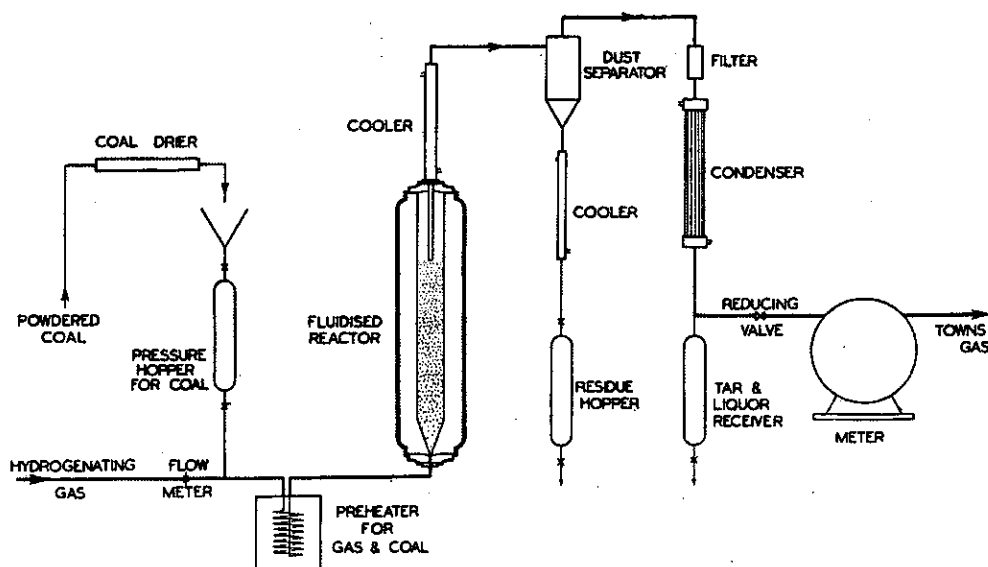 COAL DRIER
POWDERED
COAL
PRESSURE
HOPPER
FOR COAL
HYDROGENATING
GAS
FLOW
METER
PREHEATER
FOR
GAS & COAL
COOLER
FLUIDISED
REACTOR
DUST
SEPARATOR
COOLER
RESIDUE
HOPPER
FILTER
CONDENSER
REDUCING
VALVE
TAR &
LIQUOR
RECEIVER
METER
TOWNS
GAS